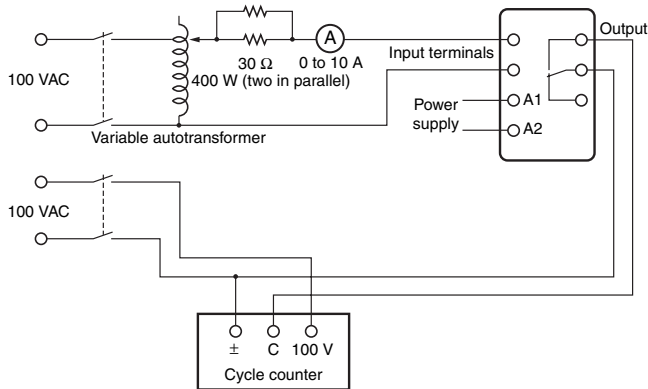 Output
A
30 Ω
0 to 10 A
Input terminals
400 W (two in parallel)
100 VAC
Power
supply
A1
A2
Variable autotransformer
100 VAC
± C 100 V
Cycle counter